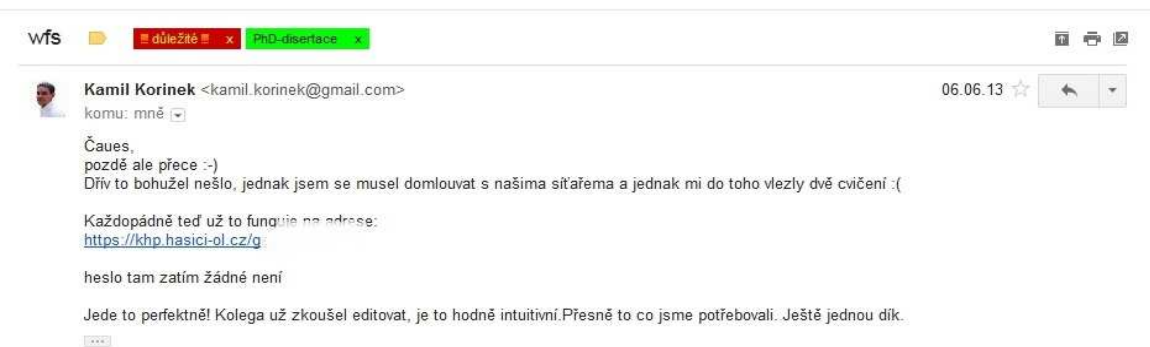 wfs !!! důležité !!! x PhD-disertace x
Kamil Korinek <kamil.korinek@gmail.com> 06.06.13
komu: mně
Čaues,
pozdě ale přece :-)
Dřív to bohužel nešlo, jednak jsem se musel domlouvat s našima síťařema a jednak mi do toho vlezly dvě cvičení :(
Každopádně teď už to funguje na adrese:
https://khp.hasici-ol.cz/g
heslo tam zatím žádné není
Jede to perfektně! Kolega už zkoušel editovat, je to hodně intuitivní.Přesně to co jsme potřebovali. Ještě jednou dík.